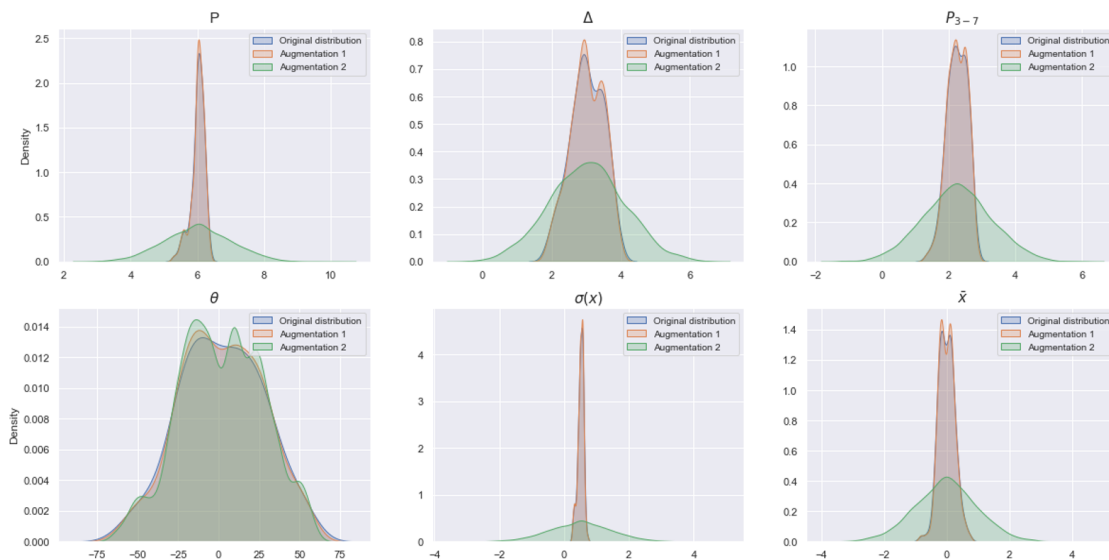 P
2.5
2.0
1.5
1.0
0.5
0.0
Density
2 4 6 8 10
Original distribution
Augmentation 1
Augmentation 2
Δ
0.8
0.7
0.6
0.5
0.4
0.3
0.2
0.1
0.0
0 2 4 6
Original distribution
Augmentation 1
Augmentation 2
P₃₋₇
1.0
0.8
0.6
0.4
0.2
0.0
−2 0 2 4 6
Original distribution
Augmentation 1
Augmentation 2
θ
0.014
0.012
0.010
0.008
0.006
0.004
0.002
0.000
Density
−75 −50 −25 0 25 50 75
Original distribution
Augmentation 1
Augmentation 2
σ(x)
4
3
2
1
0
−4 −2 0 2 4
Original distribution
Augmentation 1
Augmentation 2
x̄
1.4
1.2
1.0
0.8
0.6
0.4
0.2
0.0
−4 −2 0 2 4
Original distribution
Augmentation 1
Augmentation 2